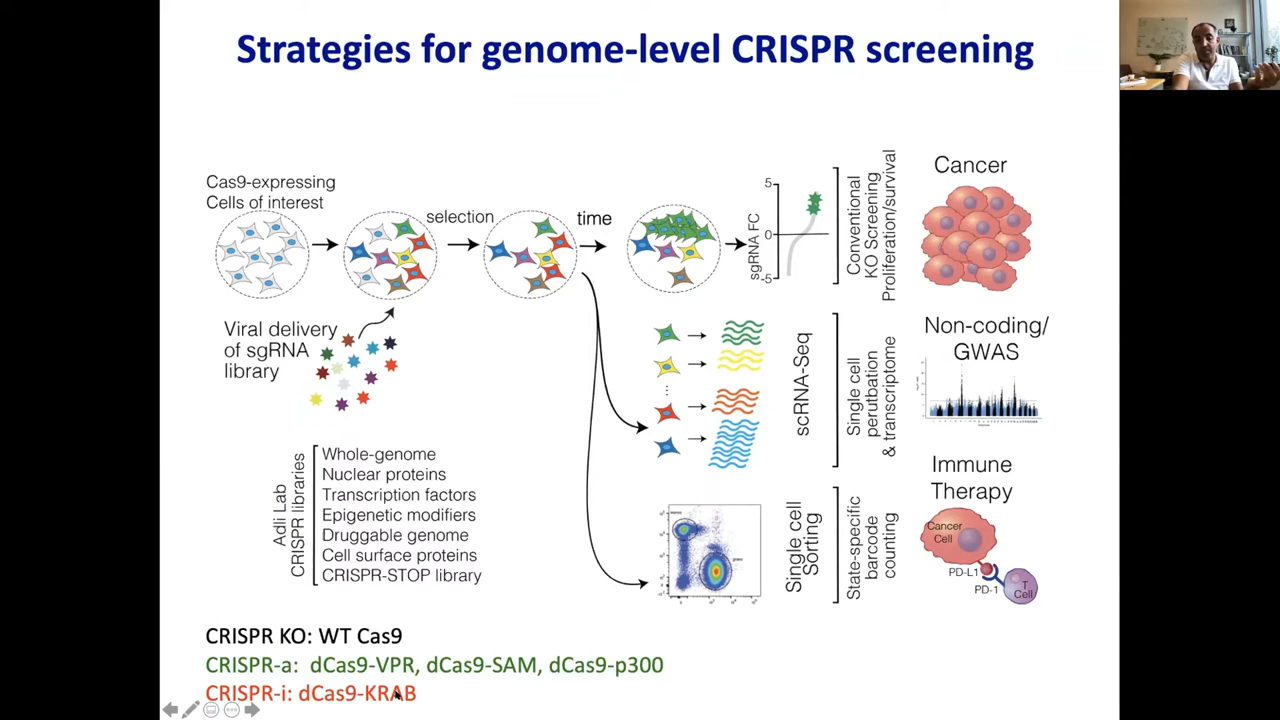 Strategies for genome-level CRISPR screening
Cas9-expressing
Cells of interest
selection
time
Viral delivery
of sgRNA
library
sgRNA FC
5
0
-5
Conventional
KO Screening
Proliferation/survival
Cancer
scRNA-Seq
Single cell
perutbation
& transcriptome
Non-coding/
GWAS
Adli Lab
CRISPR libraries
Whole-genome
Nuclear proteins
Transcription factors
Epigenetic modifiers
Druggable genome
Cell surface proteins
CRISPR-STOP library
Single cell
Sorting
State-specific
barcode
counting
Immune
Therapy
Cancer
Cell
PD-L1
PD-1
T
Cell
CRISPR KO: WT Cas9
CRISPR-a: dCas9-VPR, dCas9-SAM, dCas9-p300
CRISPR-i: dCas9-KRAB